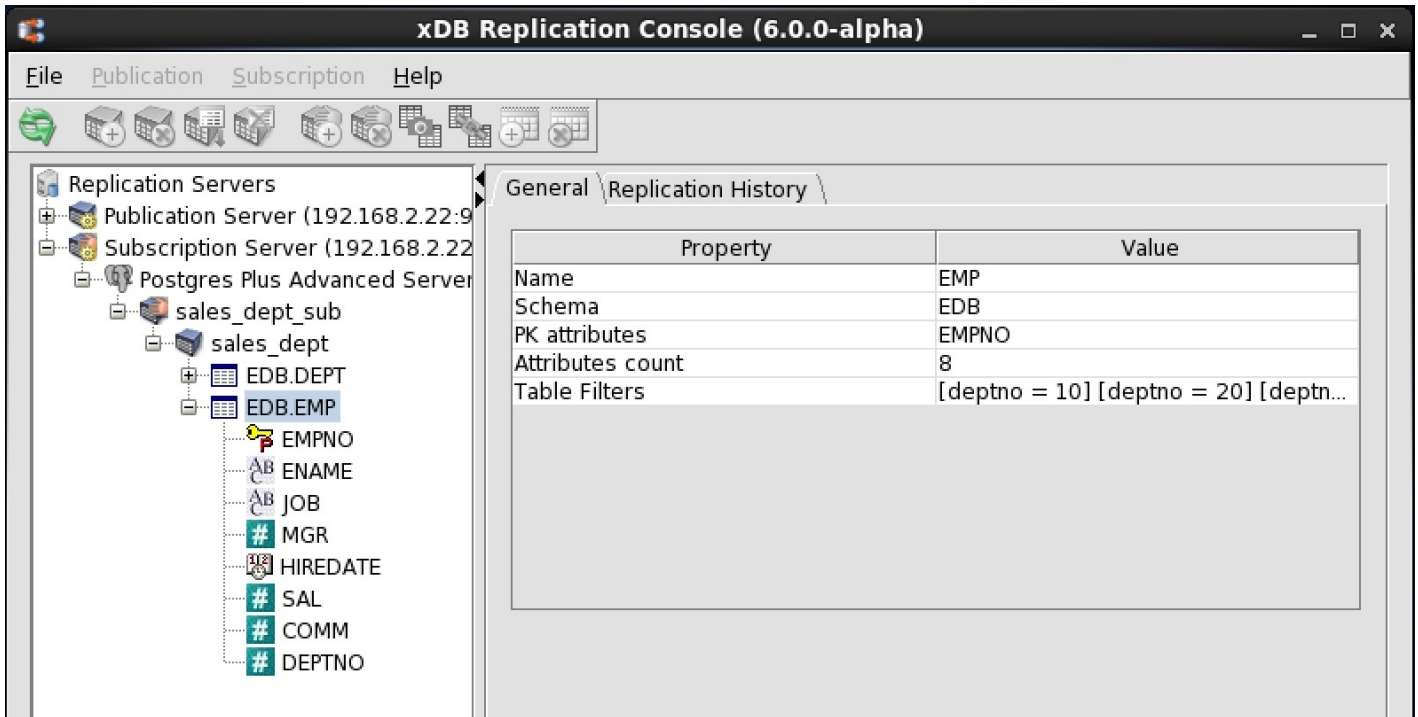 xDB Replication Console (6.0.0-alpha)
File Publication Subscription Help
Replication Servers
Publication Server (192.168.2.22:9
Subscription Server (192.168.2.22
Postgres Plus Advanced Server
sales_dept_sub
sales_dept
EDB.DEPT
EDB.EMP
EMPNO
ENAME
JOB
MGR
HIREDATE
SAL
COMM
DEPTNO
General Replication History
Property Value
Name EMP
Schema EDB
PK attributes EMPNO
Attributes count 8
Table Filters [deptno = 10] [deptno = 20] [deptn...